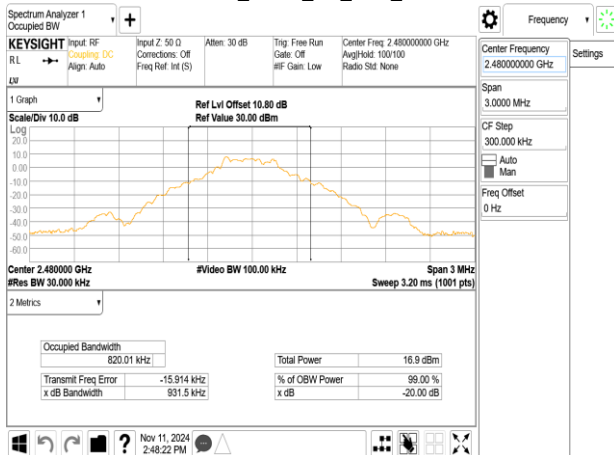 Spectrum Analyzer 1
Occupied BW
Frequency
KEYSIGHT
RL
LXI
Input: RF
Coupling: DC
Align: Auto
Input Z: 50 Ω
Corrections: Off
Freq Ref: Int (S)
Atten: 30 dB
Trig: Free Run
Gate: Off
#IF Gain: Low
Center Freq: 2.480000000 GHz
Avg|Hold: 100/100
Radio Std: None
Center Frequency
2.480000000 GHz
Settings
Span
3.0000 MHz
CF Step
300.000 kHz
Auto
Man
Freq Offset
0 Hz
1 Graph
Scale/Div 10.0 dB
Ref Lvl Offset 10.80 dB
Ref Value 30.00 dBm
Log
20.0
10.0
0.00
-10.0
-20.0
-30.0
-40.0
-50.0
-60.0
Center 2.480000 GHz
#Res BW 30.000 kHz
#Video BW 100.00 kHz
Span 3 MHz
Sweep 3.20 ms (1001 pts)
2 Metrics
Occupied Bandwidth
820.01 kHz
Transmit Freq Error -15.914 kHz
x dB Bandwidth 931.5 kHz
Total Power 16.9 dBm
% of OBW Power 99.00 %
x dB -20.00 dB
Nov 11, 2024
2:48:22 PM